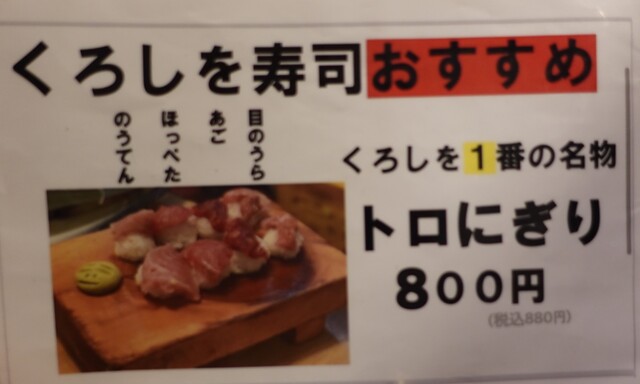 くろしを寿司おすすめ
目のうら
あご
ほっぺた
のうてん
くろしを1番の名物
トロにぎり
800円
(税込880円)